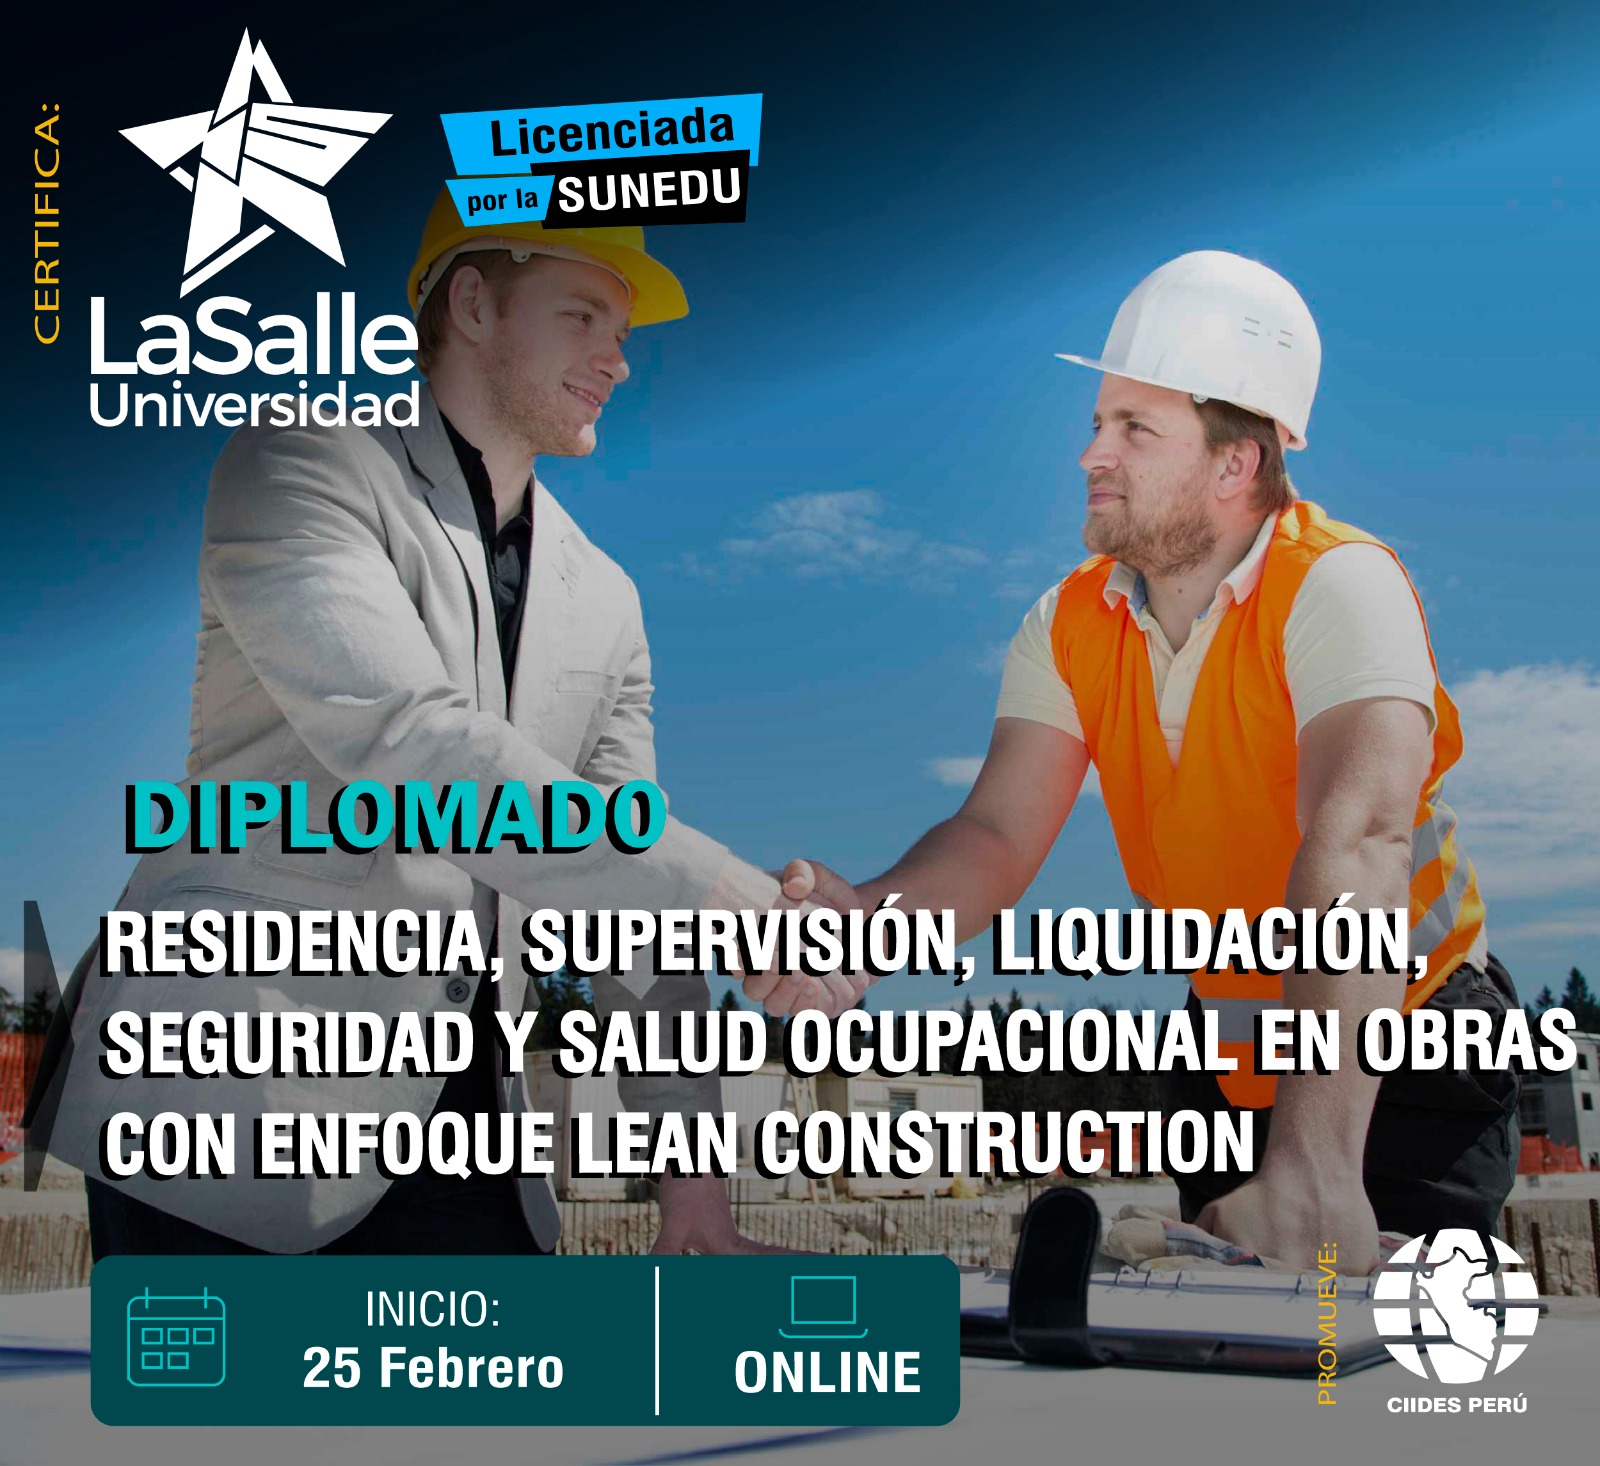 CERTIFICA:
LaSalle
Universidad
Licenciada
por la SUNEDU
DIPLOMADO
RESIDENCIA, SUPERVISIÓN, LIQUIDACIÓN,
SEGURIDAD Y SALUD OCUPACIONAL EN OBRAS
CON ENFOQUE LEAN CONSTRUCTION
INICIO:
25 Febrero
ONLINE
PROMUEVE:
CIIDES PERÚ